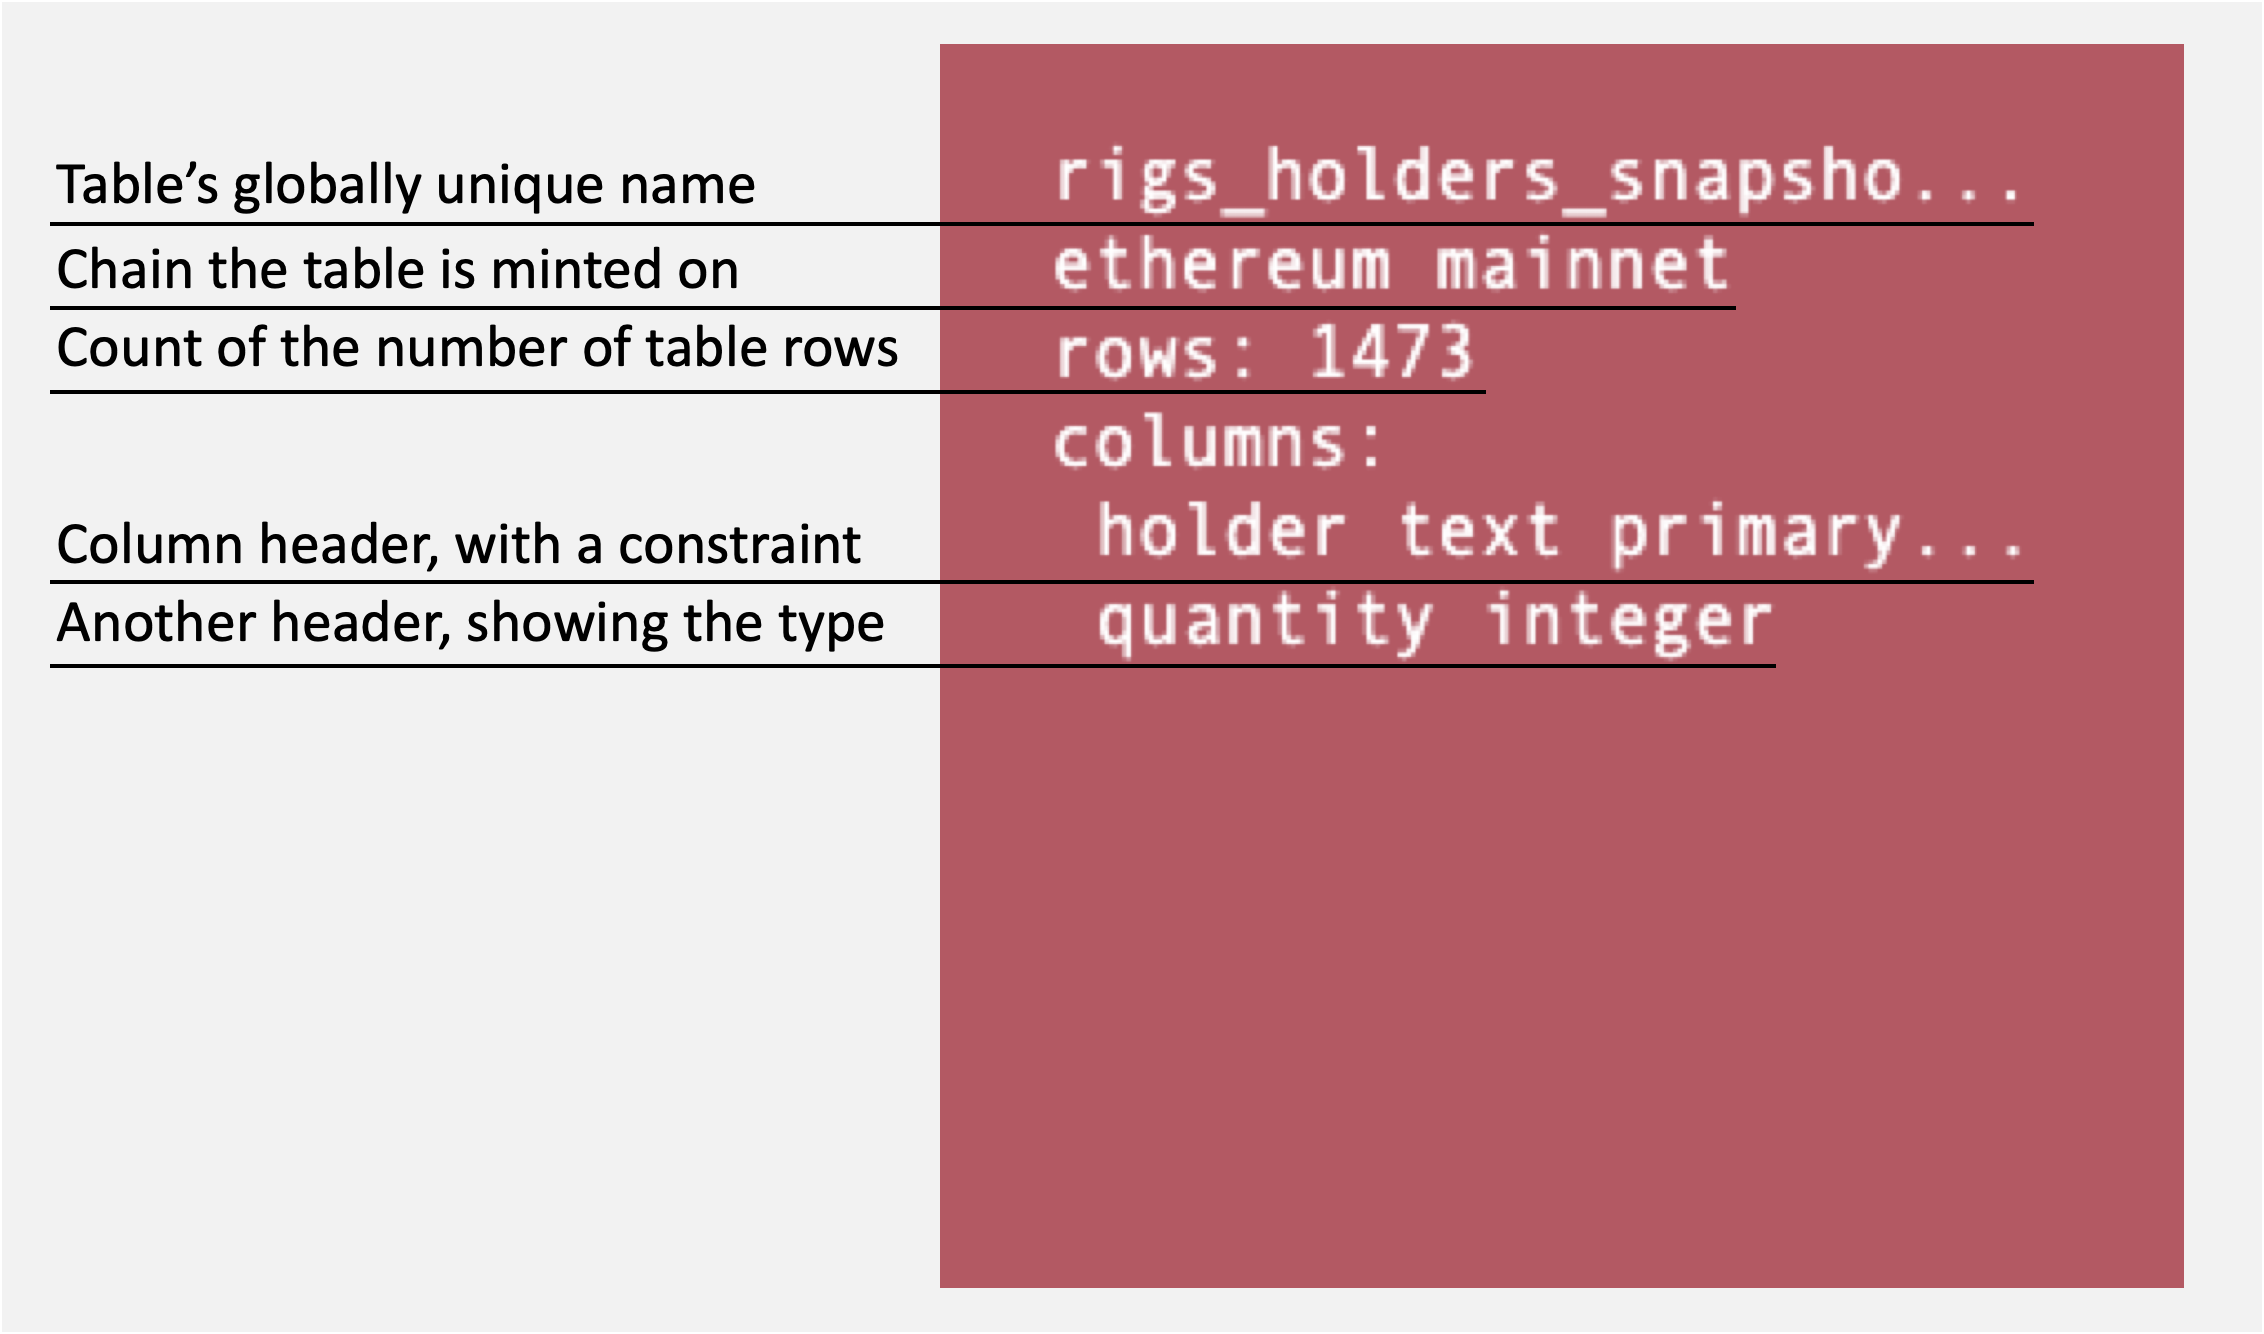 Table’s globally unique name rigs_holders_snapsho...
Chain the table is minted on ethereum mainnet
Count of the number of table rows rows: 1473
columns:
Column header, with a constraint holder text primary...
Another header, showing the type quantity integer